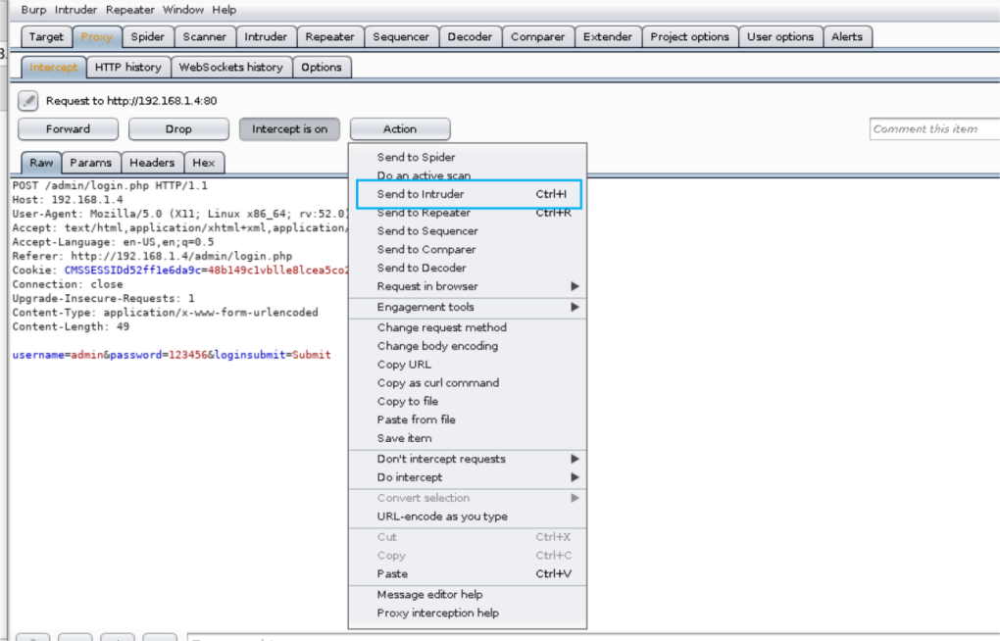 Burp Intruder Repeater Window Help
Target Proxy Spider Scanner Intruder Repeater Sequencer Decoder Comparer Extender Project options User options Alerts
Intercept HTTP history WebSockets history Options
Request to http://192.168.1.4:80
Forward Drop Intercept is on Action Comment this item
Raw Params Headers Hex
POST /admin/login.php HTTP/1.1
Host: 192.168.1.4
User-Agent: Mozilla/5.0 (X11; Linux x86_64; rv:52.0)
Accept: text/html,application/xhtml+xml,application/
Accept-Language: en-US,en;q=0.5
Referer: http://192.168.1.4/admin/login.php
Cookie: CMSSESSIDd52ff1e6da9c=48b149c1vblle8lcea5co2
Connection: close
Upgrade-Insecure-Requests: 1
Content-Type: application/x-www-form-urlencoded
Content-Length: 49
username=admin&password=123456&loginsubmit=Submit
Send to Spider
Do an active scan
Send to Intruder Ctrl+I
Send to Repeater Ctrl+R
Send to Sequencer
Send to Comparer
Send to Decoder
Request in browser
Engagement tools
Change request method
Change body encoding
Copy URL
Copy as curl command
Copy to file
Paste from file
Save item
Don't intercept requests
Do intercept
Convert selection
URL-encode as you type
Cut Ctrl+X
Copy Ctrl+C
Paste Ctrl+V
Message editor help
Proxy interception help